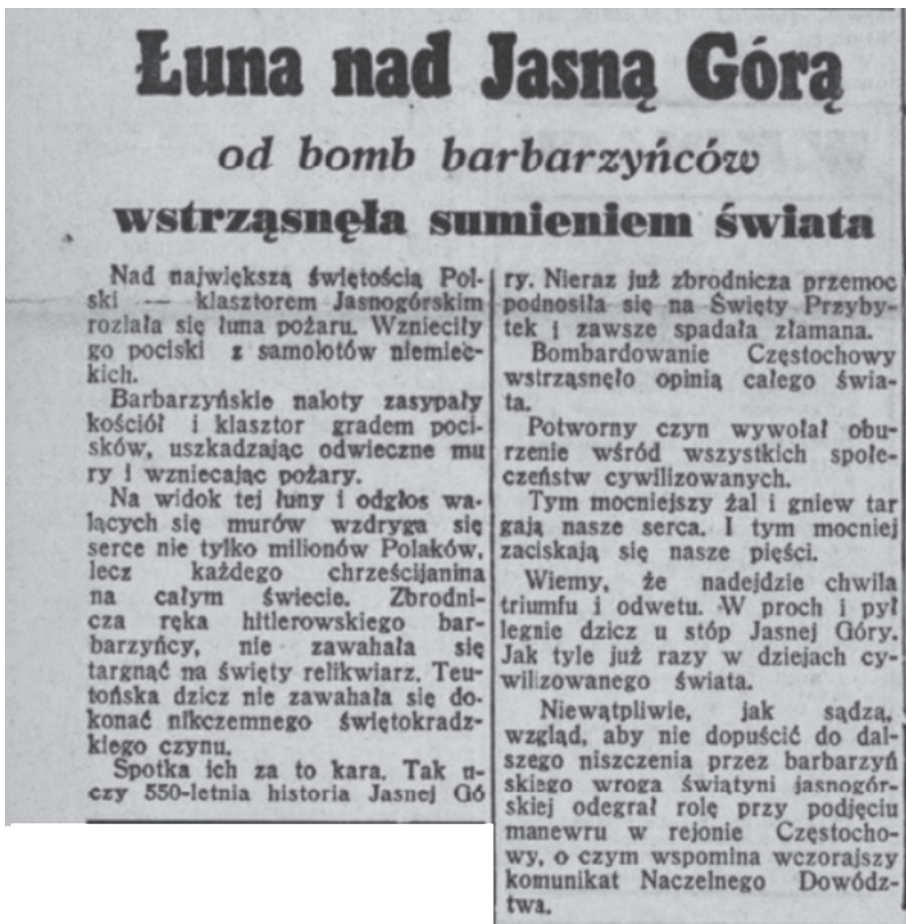 Łuna nad Jasną Górą
od bomb barbarzyńców
wstrząsnęła sumieniem świata
Nad największą świętością Pol-
ski — klasztorem Jasnogórskim
rozlała się łuna pożaru. Wznieciły
go pociski z samolotów niemiec-
kich.
Barbarzyńskie naloty zasypały
kościół i klasztor gradem poci-
sków, uszkadzając odwieczne mu
ry i wzniecając pożary.
Na widok tej łuny i odgłos wa-
lących się murów wzdryga się
serce nie tylko milionów Polaków,
lecz każdego chrześcijanina
na całym świecie. Zbrodni-
cza ręka hitlerowskiego bar-
barzyńcy, nie zawahała się
targnąć na święty relikwiarz. Teu-
tońska dzicz nie zawahała się do-
konać nikczemnego świętokradz-
kiego czynu.
Spotka ich za to kara. Tak u-
czy 550-letnia historia Jasnej Gó
ry. Nieraz już zbrodnicza przemoc
podnosiła się na Święty Przyby-
tek i zawsze spadała złamana.
Bombardowanie Częstochowy
wstrząsnęło opinią całego świa-
ta.
Potworny czyn wywołał obu-
rzenie wśród wszystkich społe-
czeństw cywilizowanych.
Tym mocniejszy żal i gniew tar
gają nasze serca. I tym mocniej
zaciskają się nasze pięści.
Wiemy, że nadejdzie chwila
triumfu i odwetu. W proch i pył
legnie dzicz u stóp Jasnej Góry.
Jak tyle już razy w dziejach cy-
wilizowanego świata.
Niewątpliwie, jak sądzą,
wzgląd, aby nie dopuścić do dal-
szego niszczenia przez barbarzyń
skiego wroga świątyni jasnogór-
skiej odegrał rolę przy podjęciu
manewru w rejonie Częstocho-
wy, o czym wspomina wczorajszy
komunikat Naczelnego Dowódz-
twa.